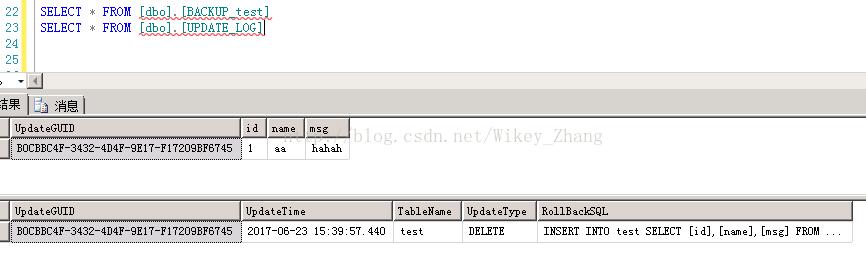 22 SELECT * FROM [dbo].[BACKUP_test]
23 SELECT * FROM [dbo].[UPDATE_LOG]
24
25
结果 消息
UpdateGUID id name msg
B0CBBC4F-3432-4D4F-9E17-F17209BF6745 1 aa hahah
http://blog.csdn.net/Wikey_Zhang
UpdateGUID UpdateTime TableName UpdateType RollBackSQL
B0CBBC4F-3432-4D4F-9E17-F17209BF6745 2017-06-23 15:39:57.440 test DELETE INSERT INTO test SELECT [id],[name],[msg] FROM ...